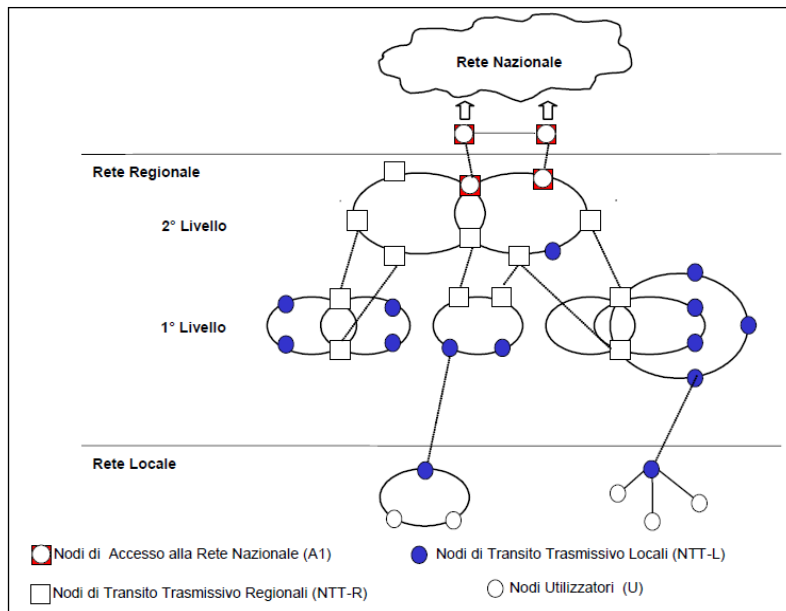 Rete Nazionale
Rete Regionale
2° Livello
1° Livello
Rete Locale
Nodi di Accesso alla Rete Nazionale (A1)
Nodi di Transito Trasmissivo Locali (NTT-L)
Nodi di Transito Trasmissivo Regionali (NTT-R)
Nodi Utilizzatori (U)